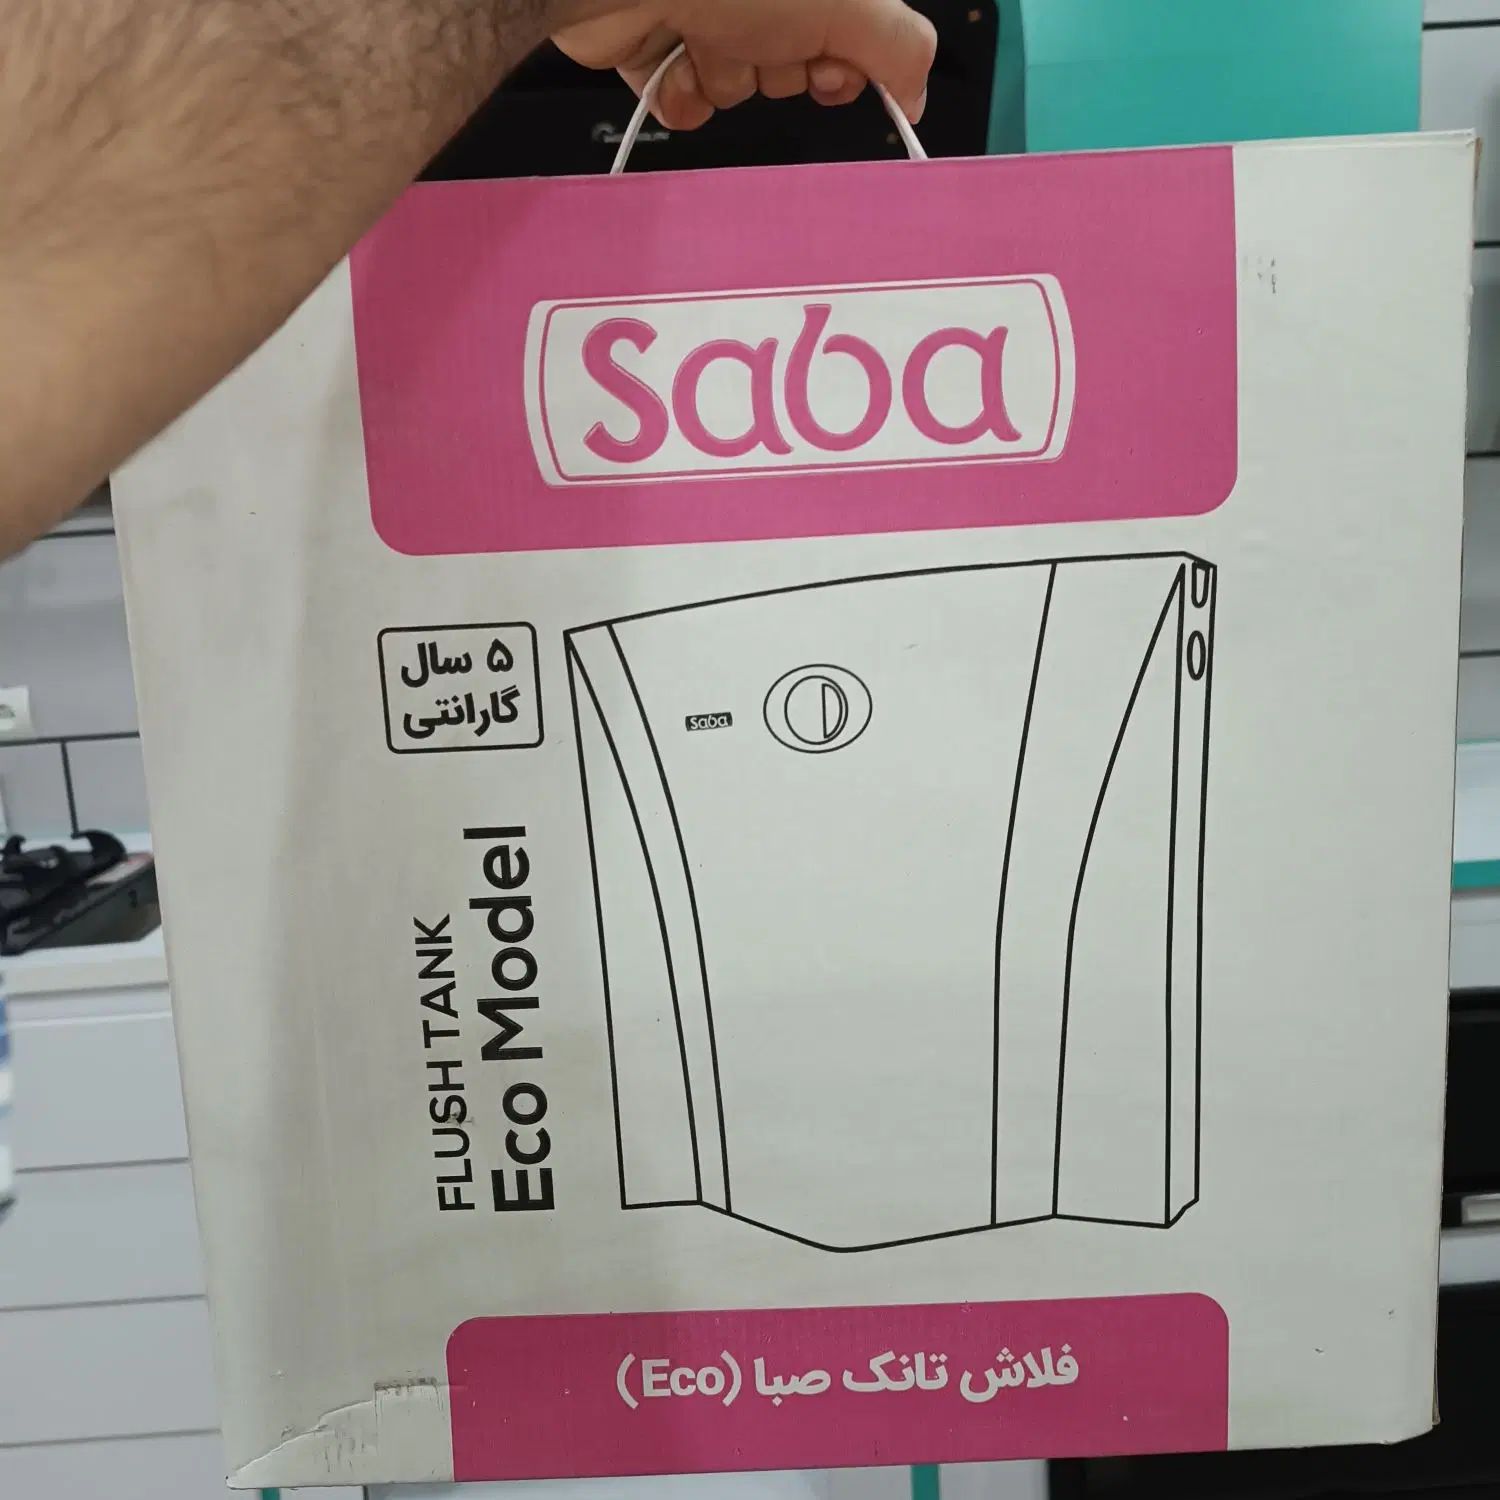 Saba
۵ سال
گارانتی
Saba
FLUSH TANK
Eco Model
فلاش تانک صبا (Eco)